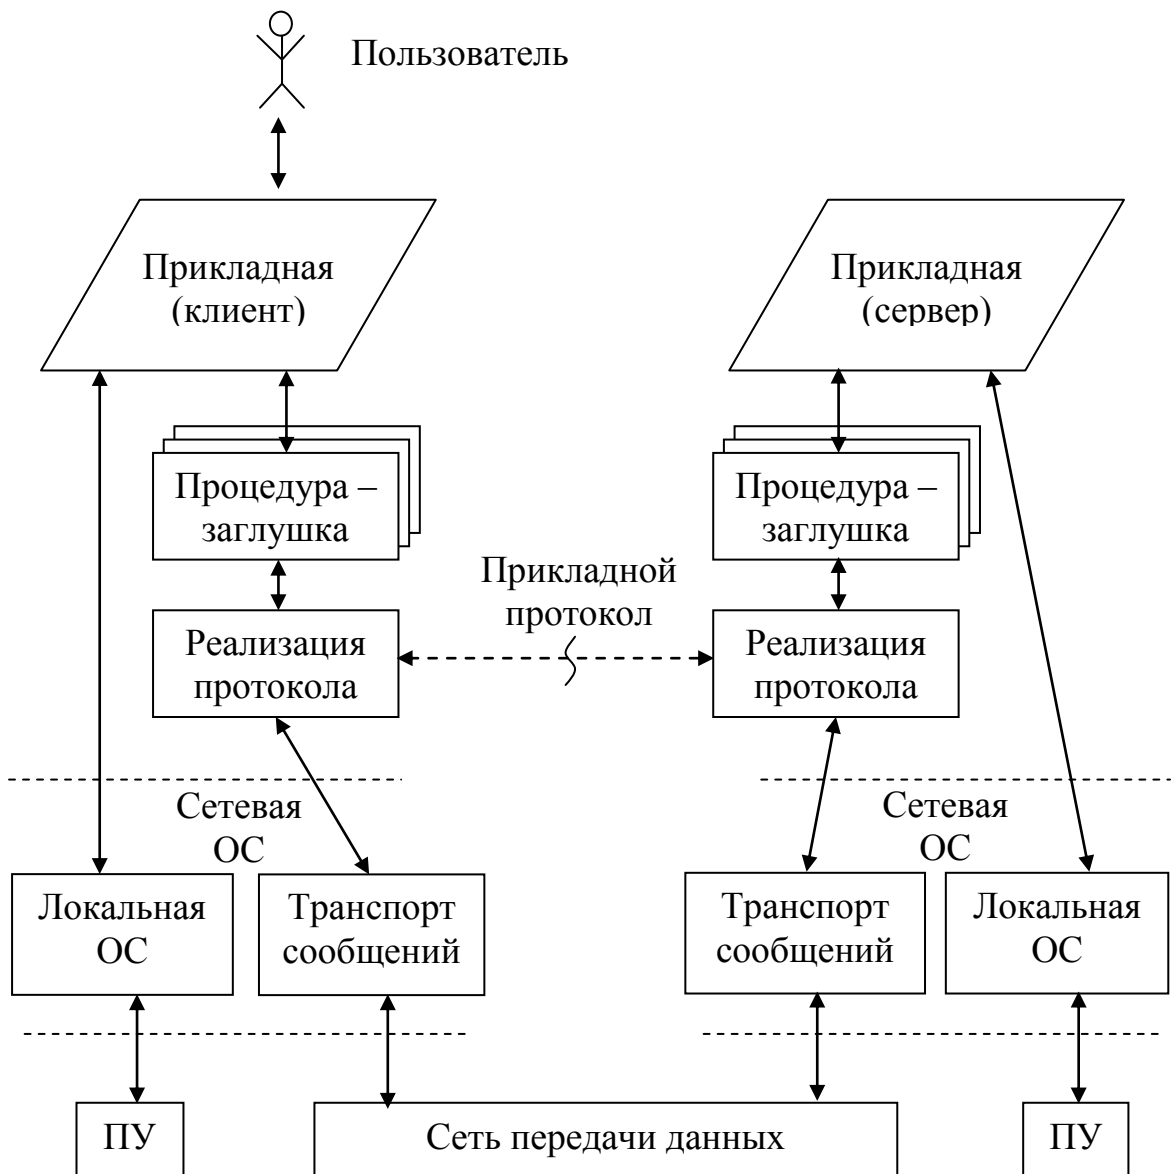 Пользователь
Прикладная
(клиент)
Прикладная
(сервер)
Процедура –
заглушка
Процедура –
заглушка
Прикладной
протокол
Реализация
протокола
Реализация
протокола
Сетевая
ОС
Сетевая
ОС
Локальная
ОС
Транспорт
сообщений
Транспорт
сообщений
Локальная
ОС
ПУ
Сеть передачи данных
ПУ